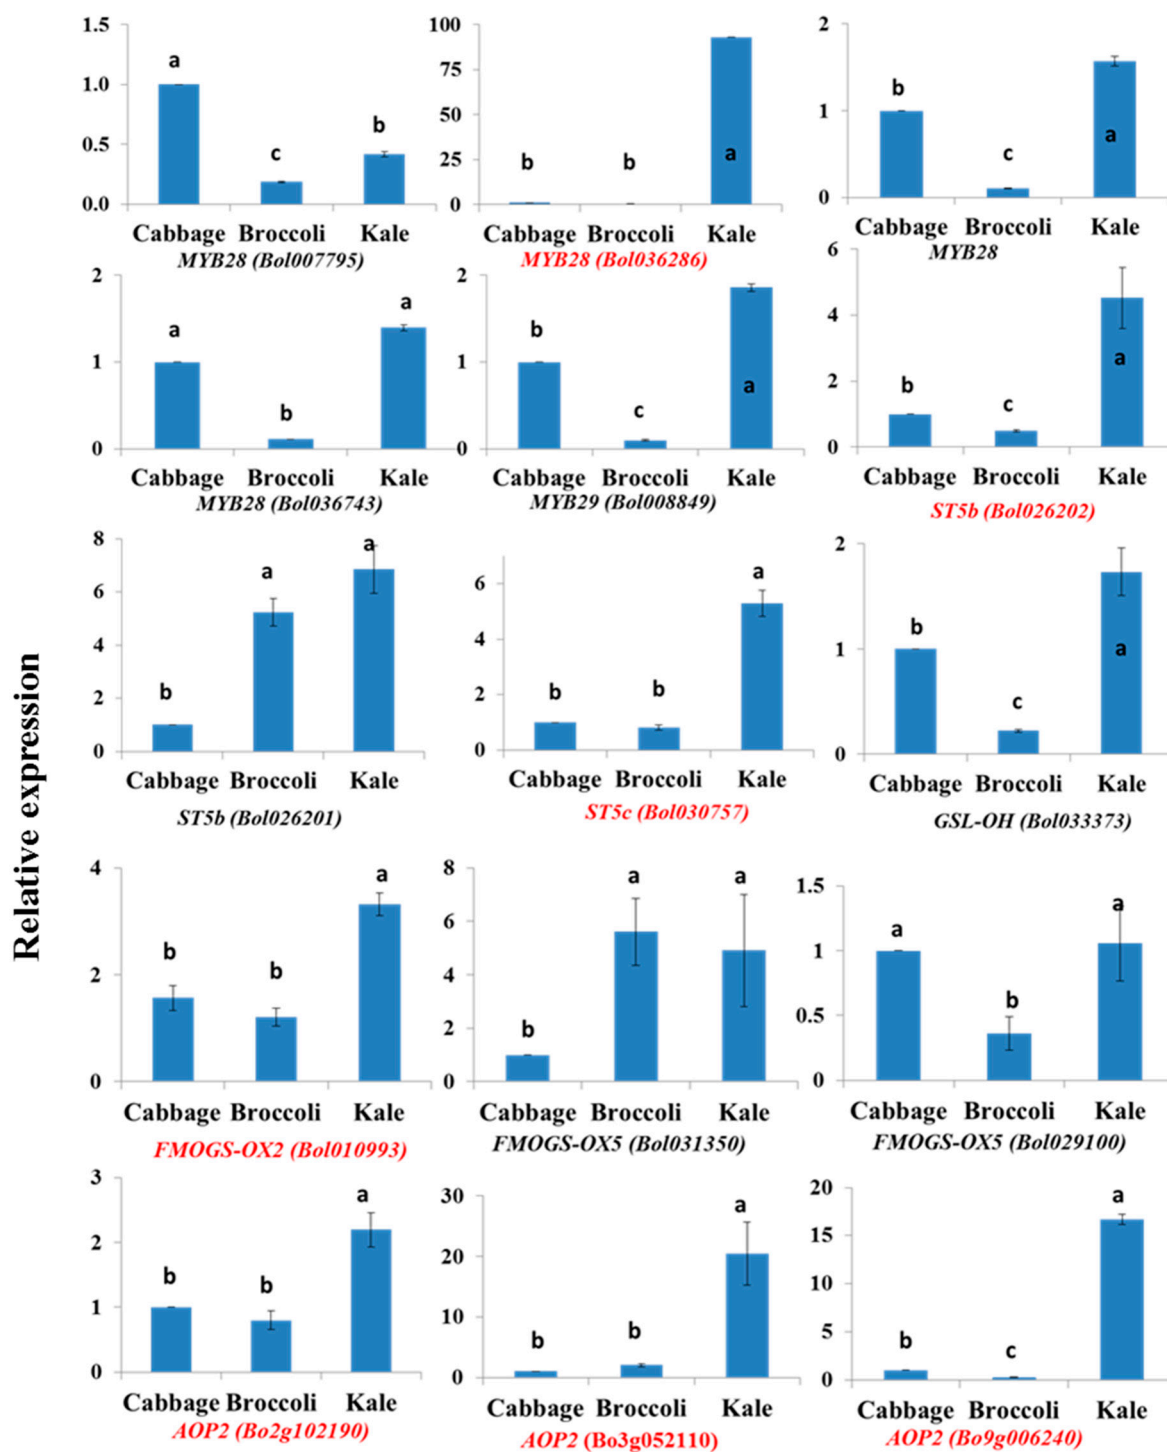 Relative expression
1.5
1.0
0.5
0.0
a
c
b
Cabbage Broccoli Kale
MYB28 (Bol007795)
100
75
50
25
0
b
b
a
Cabbage Broccoli Kale
MYB28 (Bol036286)
2
1
0
b
c
a
Cabbage Broccoli Kale
MYB28
2
1
0
a
b
a
Cabbage Broccoli Kale
MYB28 (Bol036743)
2
1
0
b
c
a
Cabbage Broccoli Kale
MYB29 (Bol008849)
6
4
2
0
b
c
a
Cabbage Broccoli Kale
ST5b (Bol026202)
8
6
4
2
0
b
a
a
Cabbage Broccoli Kale
ST5b (Bol026201)
6
4
2
0
b
b
a
Cabbage Broccoli Kale
ST5c (Bol030757)
2
1
0
b
c
a
Cabbage Broccoli Kale
GSL-OH (Bol033373)
4
2
0
b
b
a
Cabbage Broccoli Kale
FMOGS-OX2 (Bol010993)
8
6
4
2
0
b
a
a
Cabbage Broccoli Kale
FMOGS-OX5 (Bol031350)
1.5
1
0.5
0
a
b
a
Cabbage Broccoli Kale
FMOGS-OX5 (Bol029100)
3
2
1
0
b
b
a
Cabbage Broccoli Kale
AOP2 (Bo2g102190)
30
20
10
0
b
b
a
Cabbage Broccoli Kale
AOP2 (Bo3g052110)
20
15
10
5
0
b
c
a
Cabbage Broccoli Kale
AOP2 (Bo9g006240)